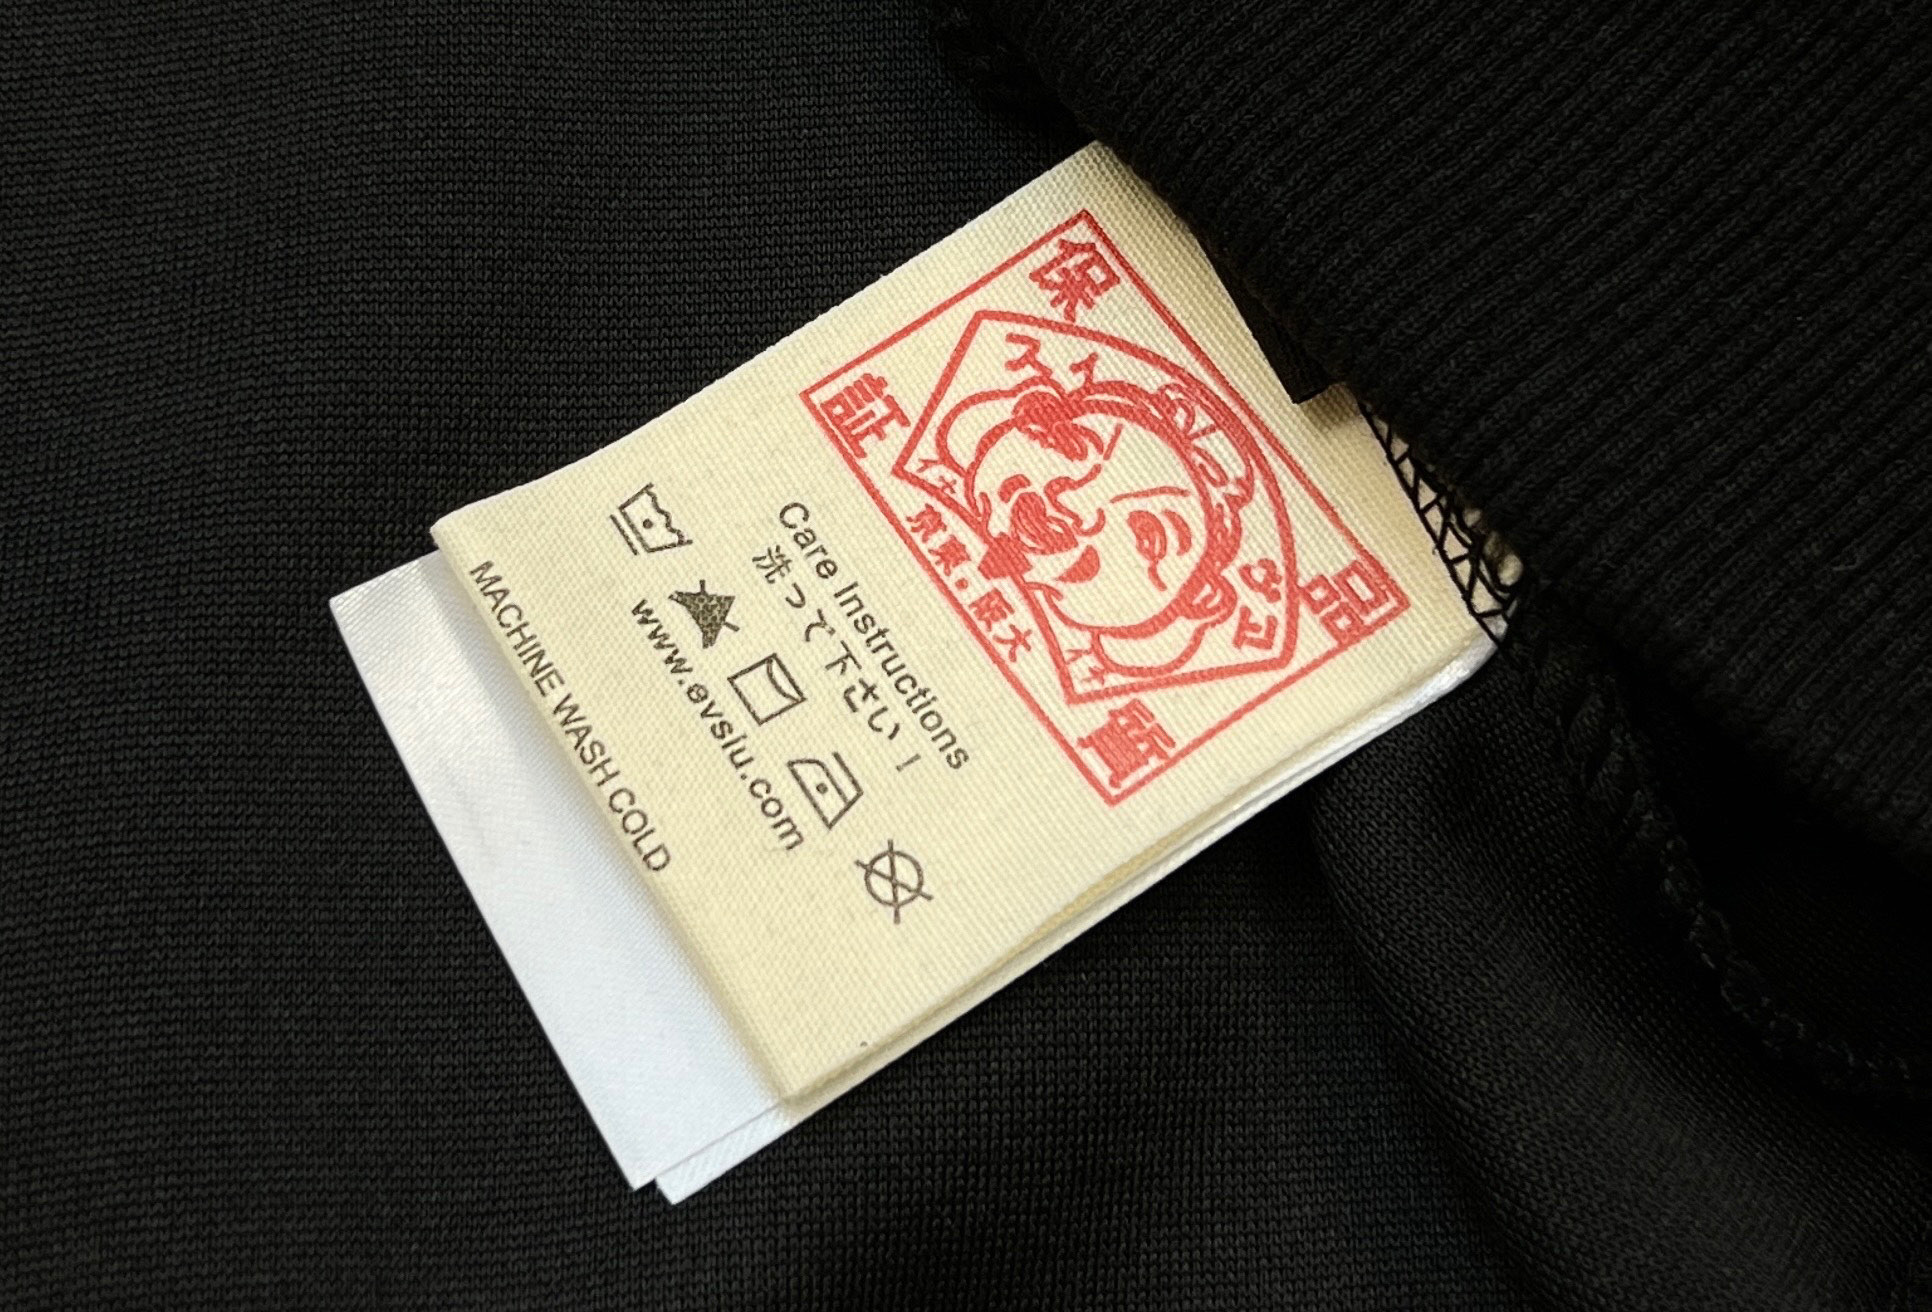 品質
保証
京東・阪大
Care Instructions
洗って下さい!
www.evslu.com
MACHINE WASH COLD